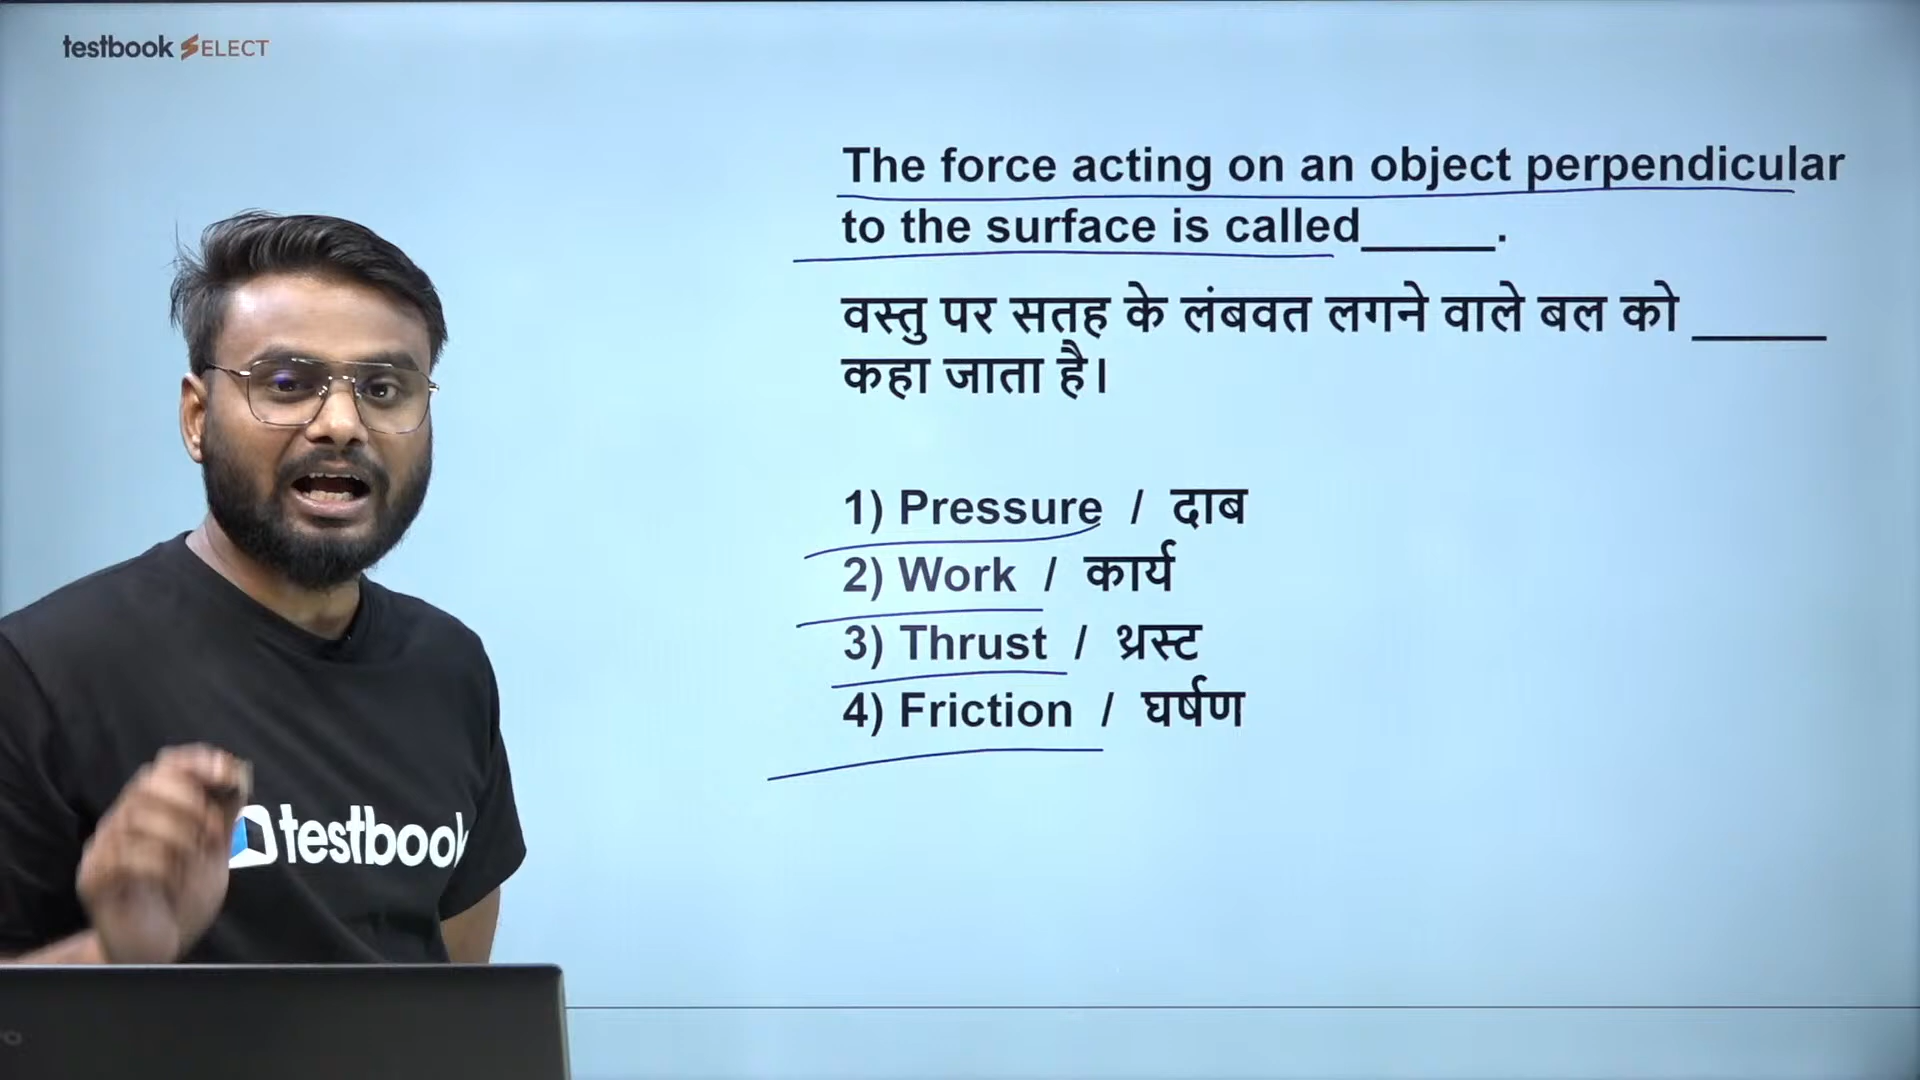 testbook SELECT
The force acting on an object perpendicular
to the surface is called_____.
वस्तु पर सतह के लंबवत लगने वाले बल को _____
कहा जाता है।
1) Pressure / दाब
2) Work / कार्य
3) Thrust / थ्रस्ट
4) Friction / घर्षण
testbook